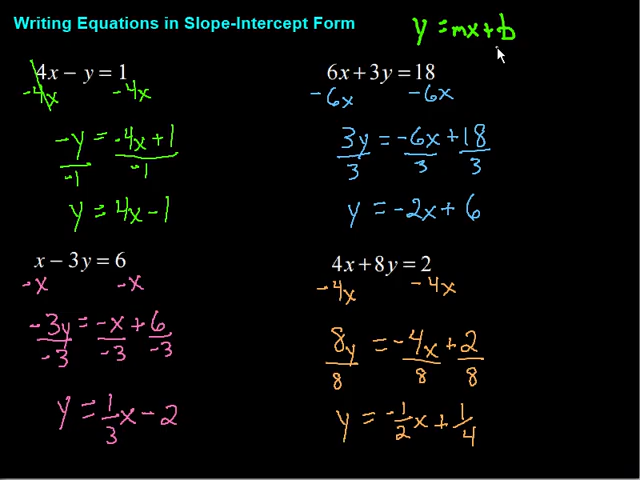 Writing Equations in Slope-Intercept Form
y = mx + b
4x − y = 1
-4x -4x
-y = -4x + 1
-1 -1
y = 4x − 1
6x + 3y = 18
-6x -6x
3y = -6x + 18
3 3 3
y = -2x + 6
x − 3y = 6
-x -x
-3y = -x + 6
-3 -3 -3
y = 1/3 x − 2
4x + 8y = 2
-4x -4x
8y = -4x + 2
8 8 8
y = -1/2 x + 1/4